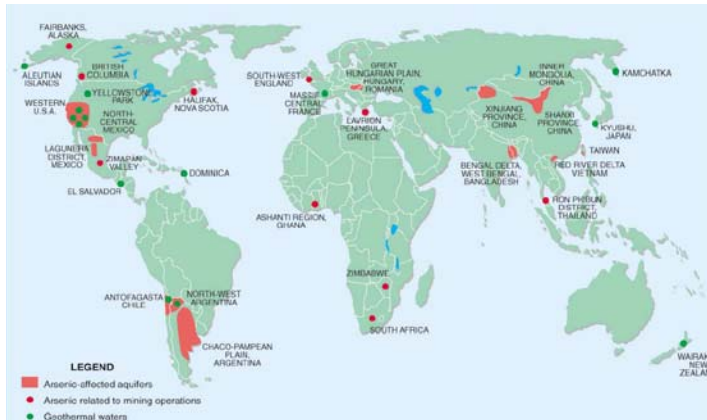 FAIRBANKS,
ALASKA
ALEUTIAN
ISLANDS
BRITISH
COLUMBIA
YELLOWSTONE
PARK
WESTERN
U.S.A.
NORTH-
CENTRAL
MEXICO
HALIFAX,
NOVA SCOTIA
LAGUNERA
DISTRICT,
MEXICO
ZIMAPAN
VALLEY
EL SALVADOR
DOMINICA
SOUTH-WEST
ENGLAND
MASSIF
CENTRAL
FRANCE
GREAT
HUNGARIAN PLAIN,
HUNGARY,
ROMANIA
LAVRION
PENINSULA,
GREECE
INNER
MONGOLIA,
CHINA
KAMCHATKA
XINJIANG
PROVINCE,
CHINA
SHANXI
PROVINCE,
CHINA
KYUSHU,
JAPAN
TAIWAN
BENGAL DELTA,
WEST BENGAL,
BANGLADESH
RED RIVER DELTA
VIETNAM
RON PHIBUN
DISTRICT,
THAILAND
ASHANTI REGION,
GHANA
ZIMBABWE
SOUTH AFRICA
ANTOFAGASTA
CHILE
NORTH-WEST
ARGENTINA
CHACO-PAMPEAN
PLAIN,
ARGENTINA
WAIRAK
NEW
ZEALAN
LEGEND
Arsenic-affected aquifers
Arsenic related to mining operations
Geothermal waters